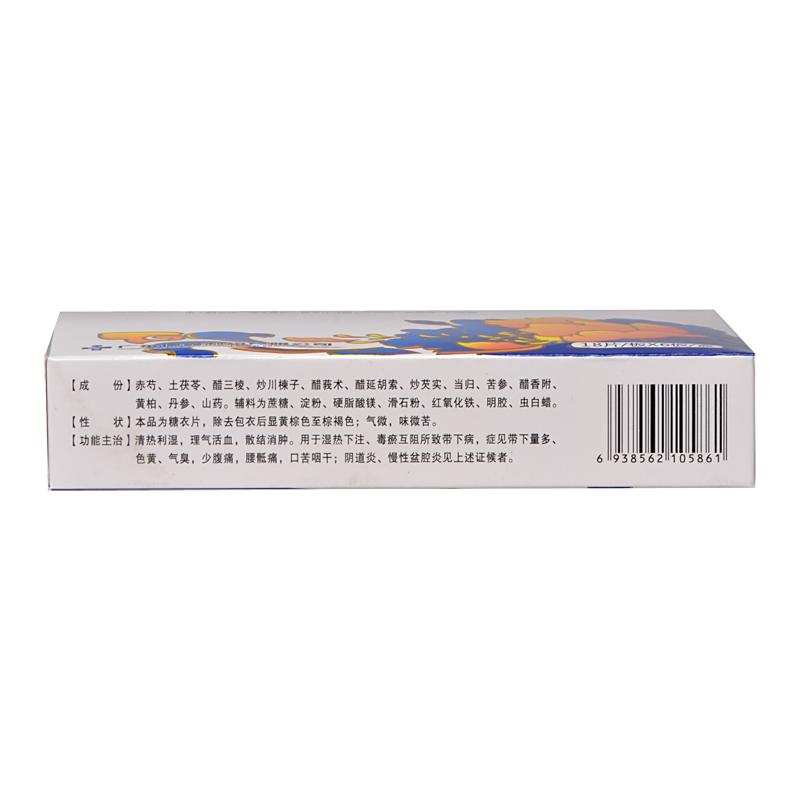 18片/板×6板/盒
【成　份】赤芍、土茯苓、醋三棱、炒川楝子、醋莪术、醋延胡索、炒芡实、当归、苦参、醋香附、
黄柏、丹参、山药。辅料为蔗糖、淀粉、硬脂酸镁、滑石粉、红氧化铁、明胶、虫白蜡。
【性　状】本品为糖衣片，除去包衣后显黄棕色至棕褐色；气微，味微苦。
【功能主治】清热利湿，理气活血，散结消肿。用于湿热下注、毒瘀互阻所致带下病，症见带下量多、
色黄、气臭，少腹痛，腰骶痛，口苦咽干；阴道炎、慢性盆腔炎见上述证候者。
6 938562 105861